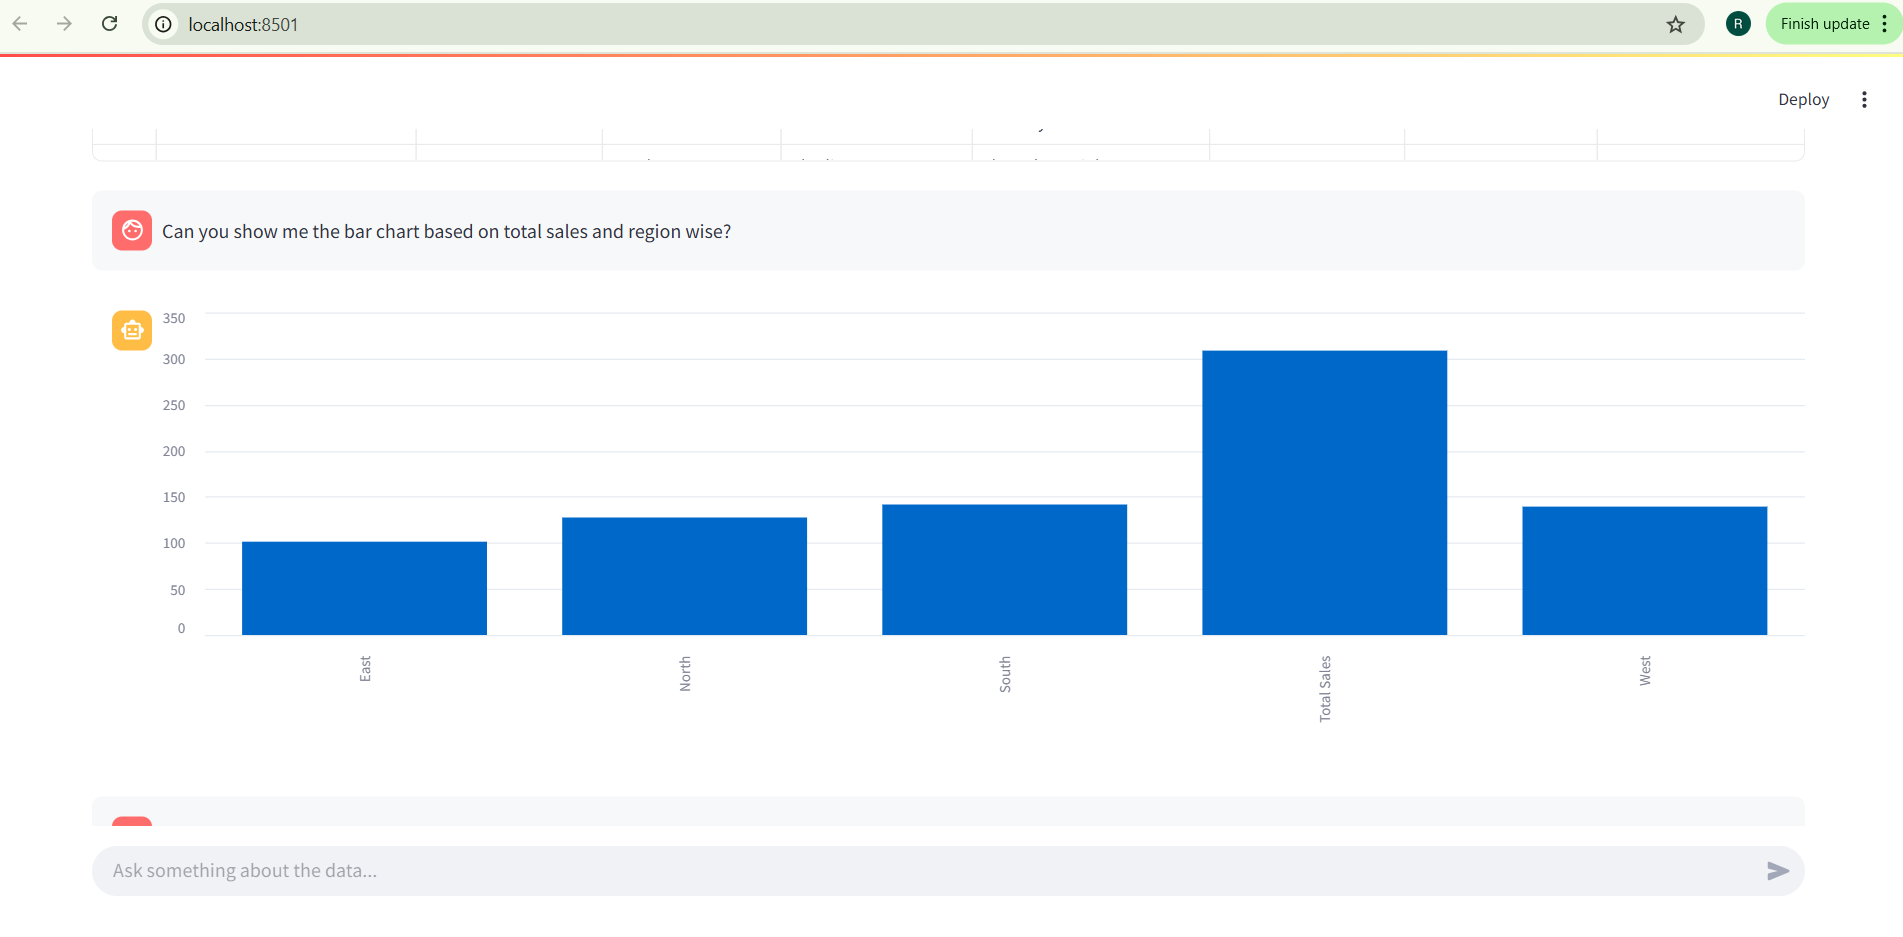 localhost:8501
R
Finish update
Deploy
Can you show me the bar chart based on total sales and region wise?
350
300
250
200
150
100
50
0
East
North
South
Total Sales
West
Ask something about the data...